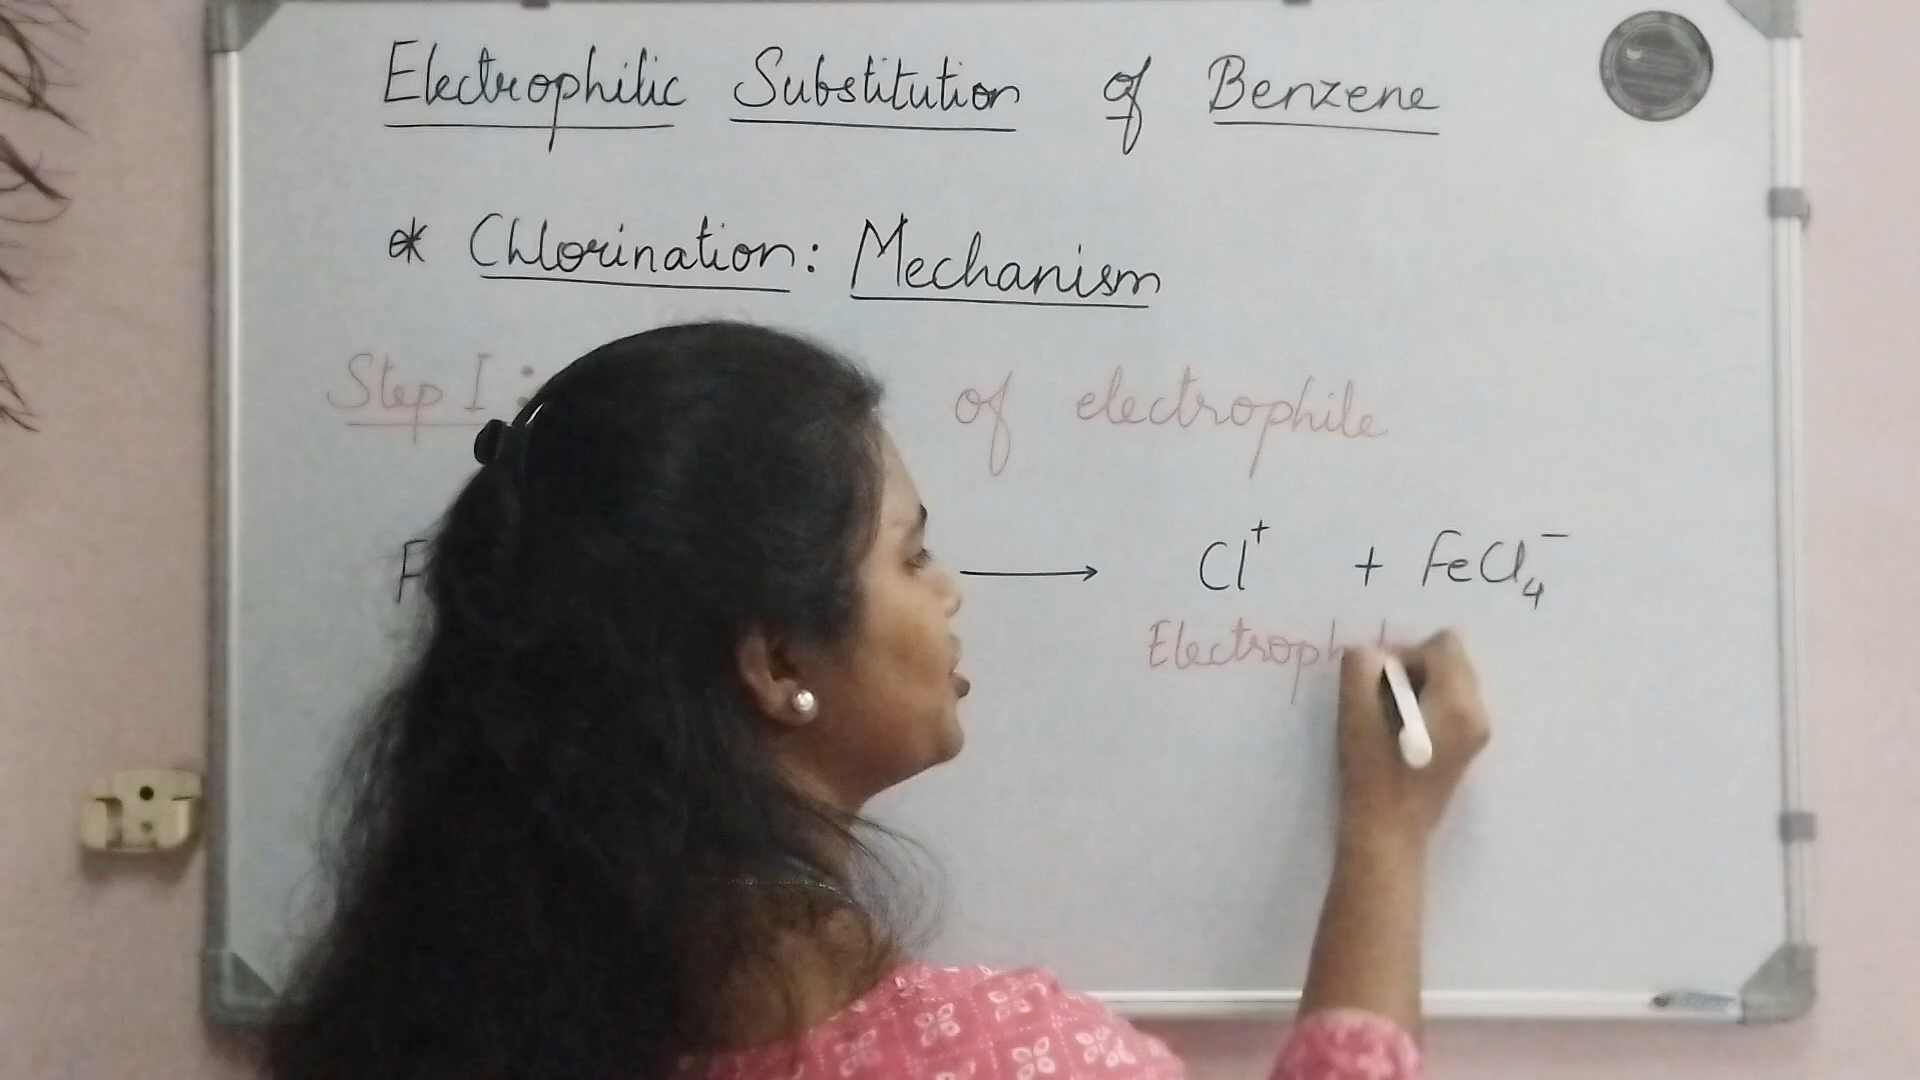 Electrophilic Substitution of Benzene
* Chlorination: Mechanism
Step I : of electrophile
F → Cl⁺ + FeCl₄⁻